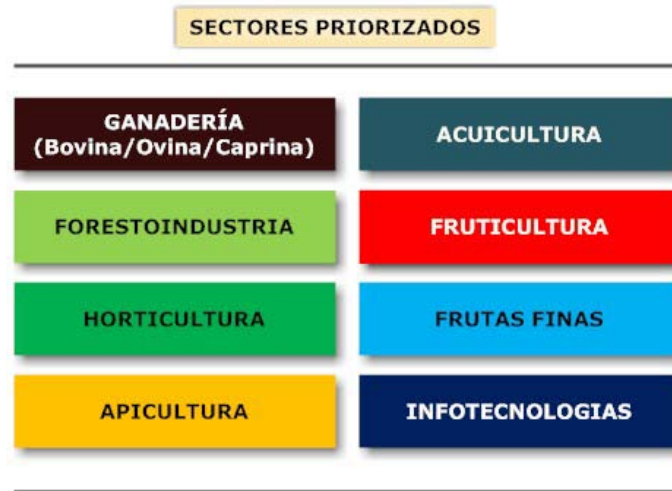 SECTORES PRIORIZADOS
GANADERÍA
(Bovina/Ovina/Caprina)
ACUICULTURA
FORESTOINDUSTRIA
FRUTICULTURA
HORTICULTURA
FRUTAS FINAS
APICULTURA
INFOTECNOLOGIAS